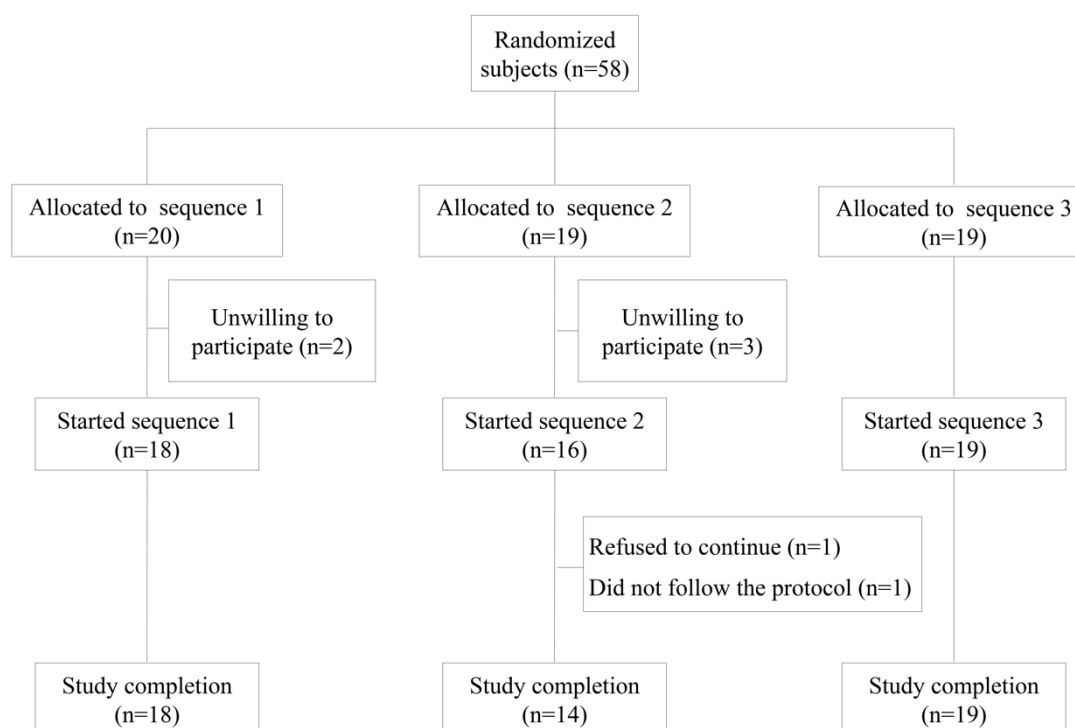 Randomized
subjects (n=58)
Allocated to sequence 1
(n=20)
Allocated to sequence 2
(n=19)
Allocated to sequence 3
(n=19)
Unwilling to
participate (n=2)
Unwilling to
participate (n=3)
Started sequence 1
(n=18)
Started sequence 2
(n=16)
Started sequence 3
(n=19)
Refused to continue (n=1)
Did not follow the protocol (n=1)
Study completion
(n=18)
Study completion
(n=14)
Study completion
(n=19)